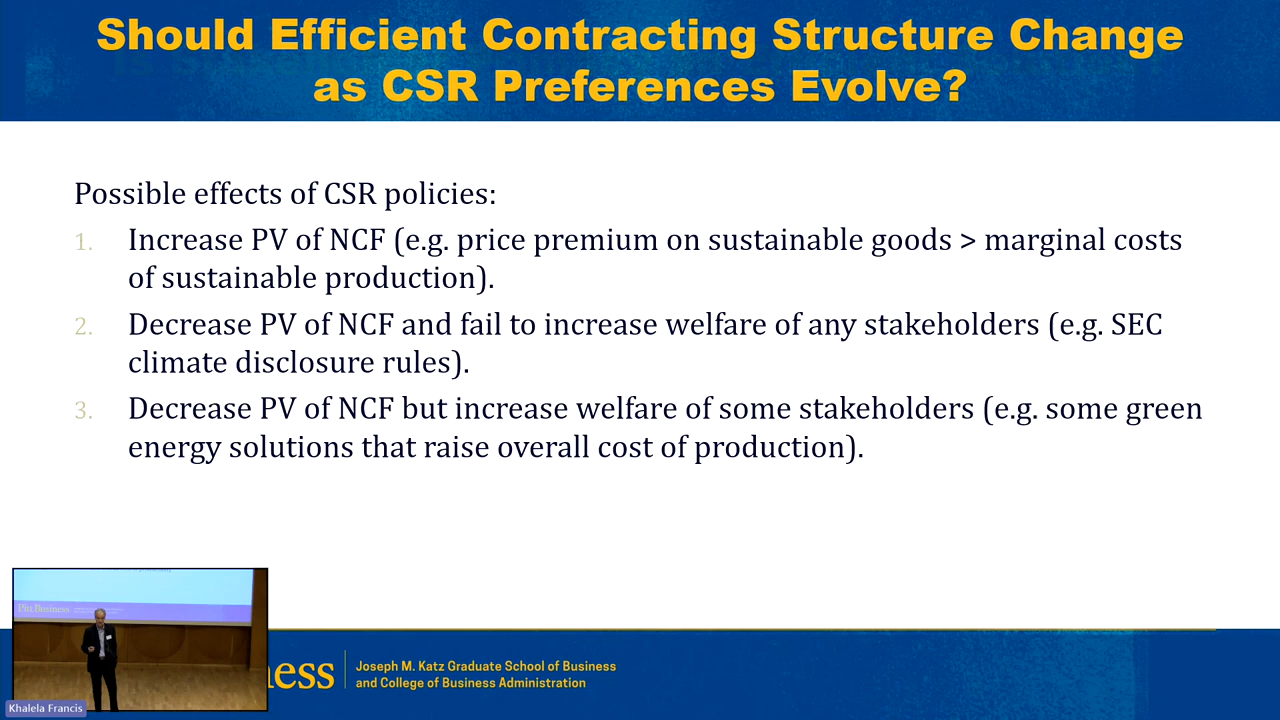 Should Efficient Contracting Structure Change
as CSR Preferences Evolve?
Possible effects of CSR policies:
1. Increase PV of NCF (e.g. price premium on sustainable goods > marginal costs
of sustainable production).
2. Decrease PV of NCF and fail to increase welfare of any stakeholders (e.g. SEC
climate disclosure rules).
3. Decrease PV of NCF but increase welfare of some stakeholders (e.g. some green
energy solutions that raise overall cost of production).
Pitt Business
Khalela Francis
ness
Joseph M. Katz Graduate School of Business
and College of Business Administration